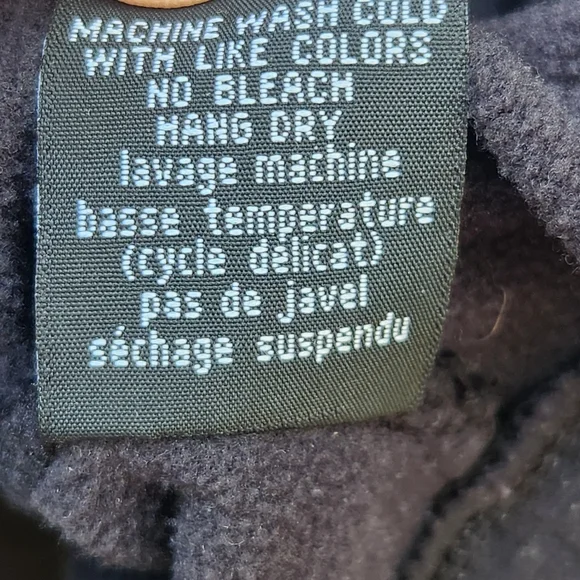 MACHINE WASH COLD
WITH LIKE COLORS
NO BLEACH
HANG DRY
lavage machine
basse temperature
(cycle delicat)
pas de javel
séchage suspendu